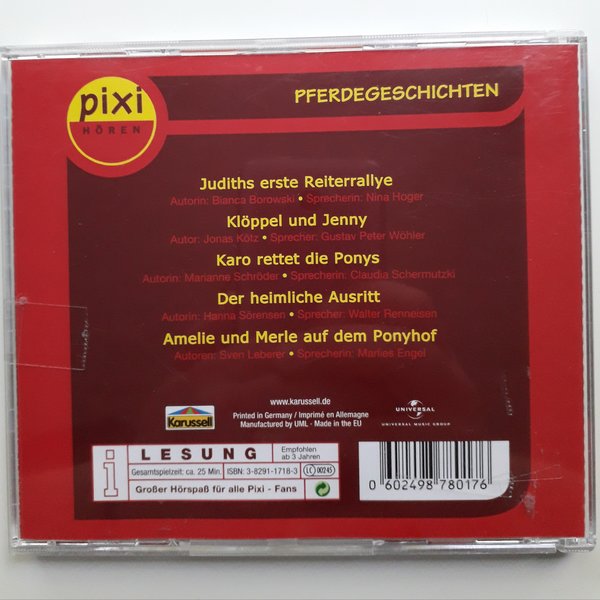 pixi
HÖREN
PFERDEGESCHICHTEN
Judiths erste Reiterrallye
Autorin: Bianca Borowski • Sprecherin: Nina Hoger
Klöppel und Jenny
Autor: Jonas Kötz • Sprecher: Gustav Peter Wöhler
Karo rettet die Ponys
Autorin: Marianne Schröder • Sprecherin: Claudia Schermutzki
Der heimliche Ausritt
Autorin: Hanna Sörensen • Sprecher: Walter Renneisen
Amelie und Merle auf dem Ponyhof
Autoren: Sven Leberer • Sprecherin: Marlies Engel
www.karussell.de
Karussell
Printed in Germany / Imprimé en Allemagne
Manufactured by UML - Made in the EU
UNIVERSAL
UNIVERSAL MUSIC GROUP
i
LESUNG
Empfohlen
ab 3 Jahren
Gesamtspielzeit: ca. 25 Min.
ISBN: 3-8291-1718-3
LC 00245
Großer Hörspaß für alle Pixi - Fans
0 602498 780176